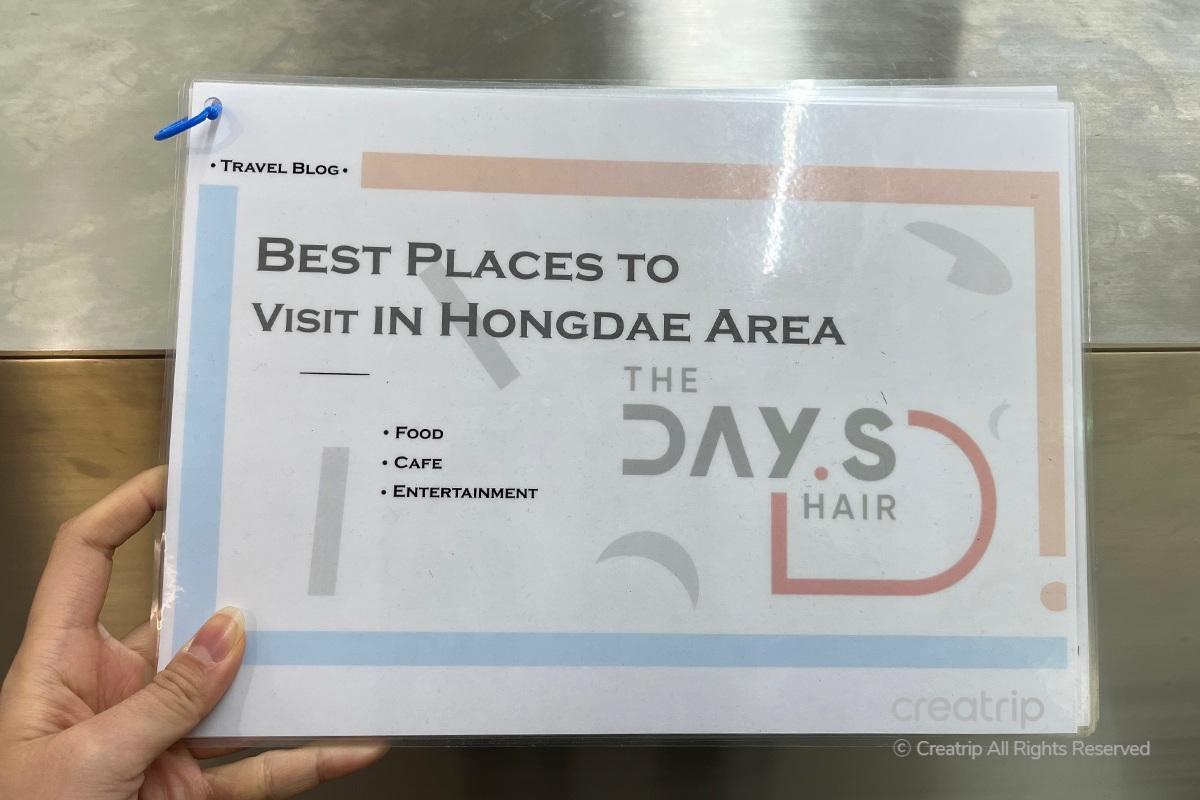 • Travel Blog •
Best Places to
Visit in Hongdae Area
• Food
• Cafe
• Entertainment
THE
DAY.S
HAIR
creatrip
© Creatrip All Rights Reserved